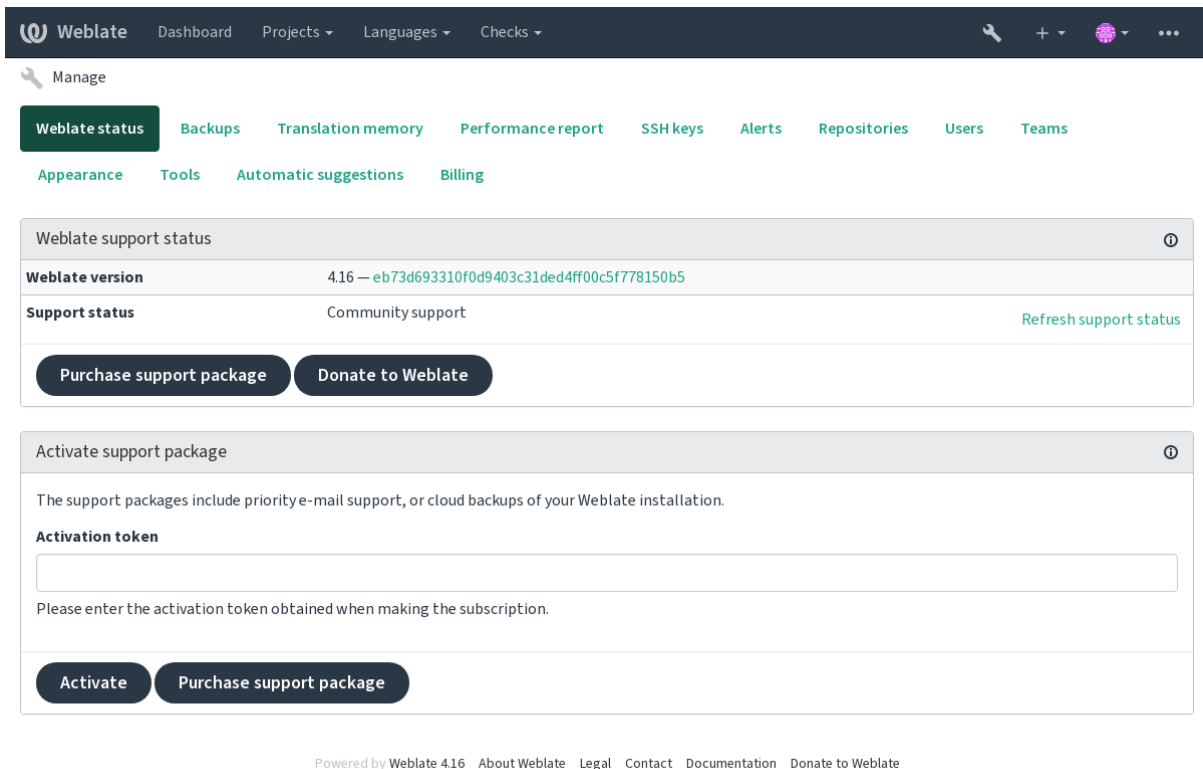 Weblate Dashboard Projects Languages Checks
Manage
Weblate status Backups Translation memory Performance report SSH keys Alerts Repositories Users Teams
Appearance Tools Automatic suggestions Billing
Weblate support status
Weblate version 4.16 — eb73d693310f0d9403c31ded4ff00c5f778150b5
Support status Community support Refresh support status
Purchase support package Donate to Weblate
Activate support package
The support packages include priority e-mail support, or cloud backups of your Weblate installation.
Activation token
Please enter the activation token obtained when making the subscription.
Activate Purchase support package
Powered by Weblate 4.16 About Weblate Legal Contact Documentation Donate to Weblate